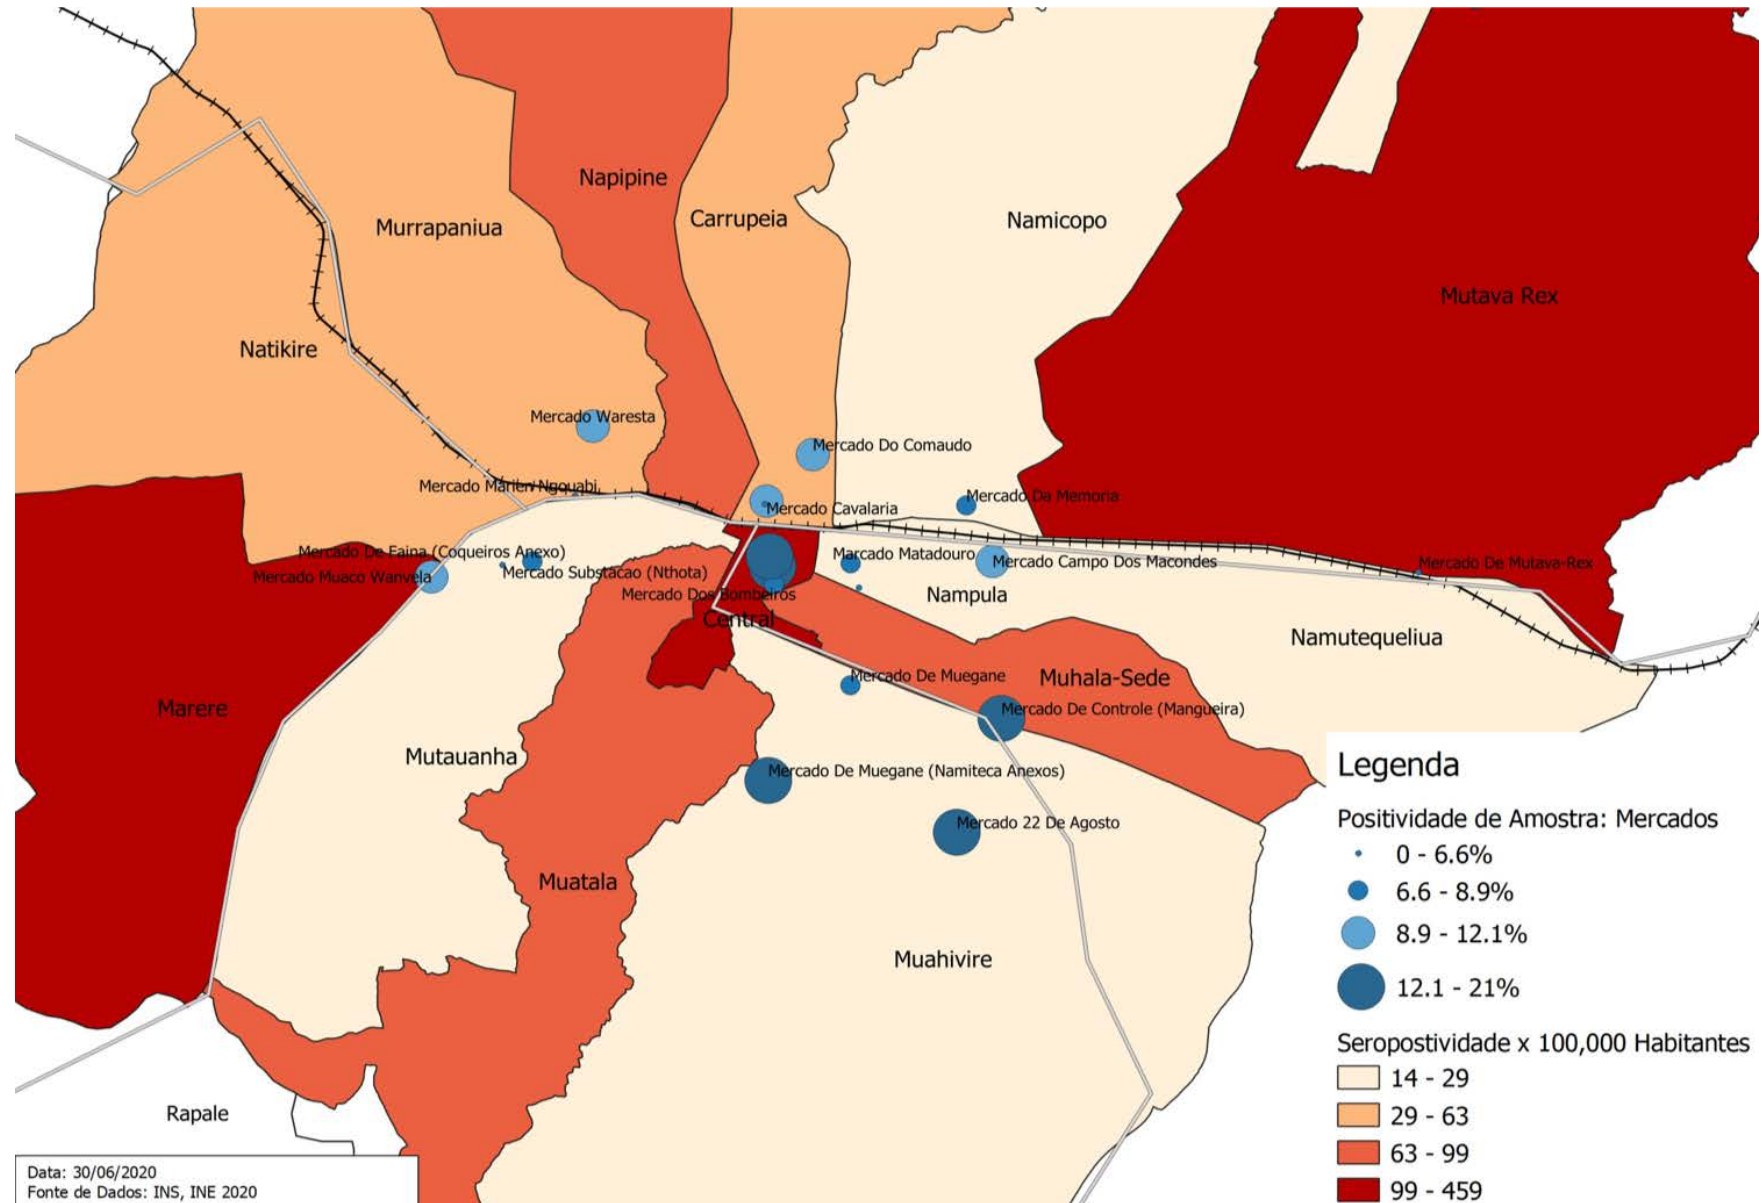 Napipine
Carrupeia
Murrapaniua
Namicopo
Mutava Rex
Natikire
Mercado Waresta
Mercado Do Comaudo
Mercado Marien Ngouabi
Mercado Da Memoria
Mercado Cavalaria
Mercado De Faina (Coqueiros Anexo)
Marcado Matadouro
Mercado Campo Dos Macondes
Mercado De Mutava-Rex
Mercado Muaco Wanvela
Mercado Substacao (Nthota)
Mercado Dos Bombeiros
Nampula
Central
Namutequeliua
Mercado De Muegane
Muhala-Sede
Marere
Mercado De Controle (Mangueira)
Mutauanha
Mercado De Muegane (Namiteca Anexos)
Mercado 22 De Agosto
Muatala
Muahivire
Rapale
Legenda
Positividade de Amostra: Mercados
0 - 6.6%
6.6 - 8.9%
8.9 - 12.1%
12.1 - 21%
Seropostividade x 100,000 Habitantes
14 - 29
29 - 63
63 - 99
99 - 459
Data: 30/06/2020
Fonte de Dados: INS, INE 2020